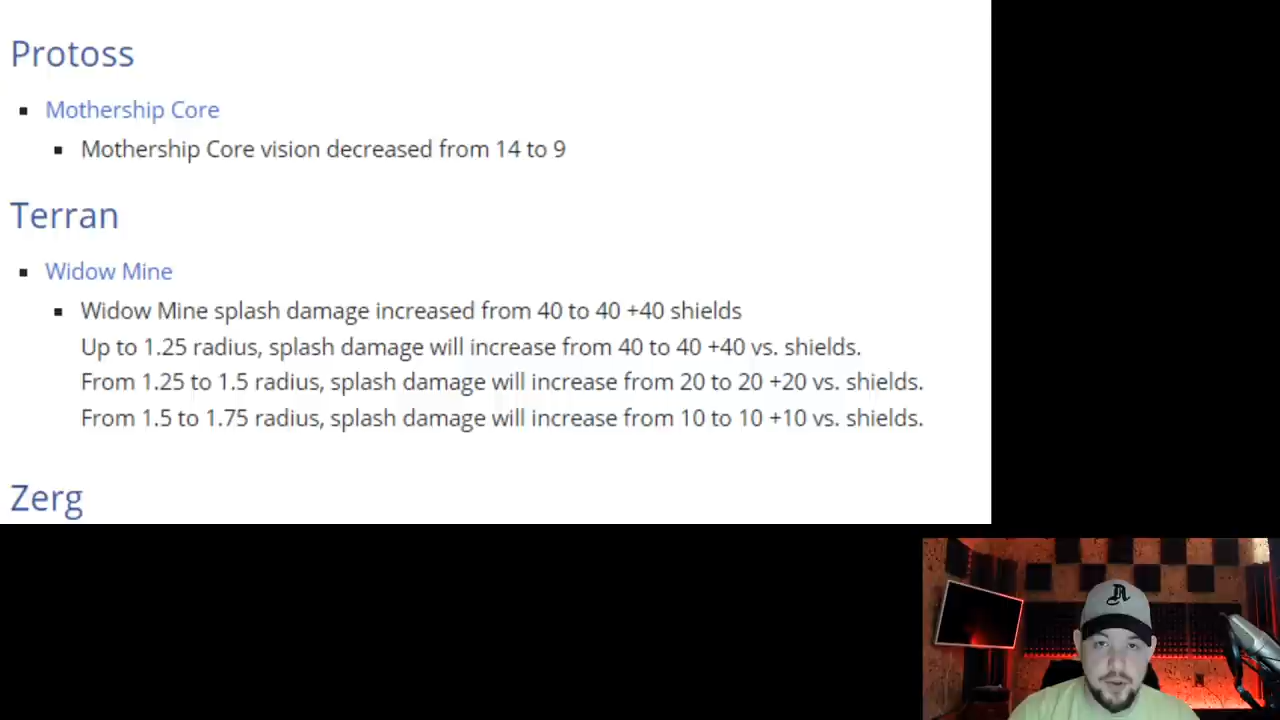 Protoss
Mothership Core
Mothership Core vision decreased from 14 to 9
Terran
Widow Mine
Widow Mine splash damage increased from 40 to 40 +40 shields
Up to 1.25 radius, splash damage will increase from 40 to 40 +40 vs. shields.
From 1.25 to 1.5 radius, splash damage will increase from 20 to 20 +20 vs. shields.
From 1.5 to 1.75 radius, splash damage will increase from 10 to 10 +10 vs. shields.
Zerg
A